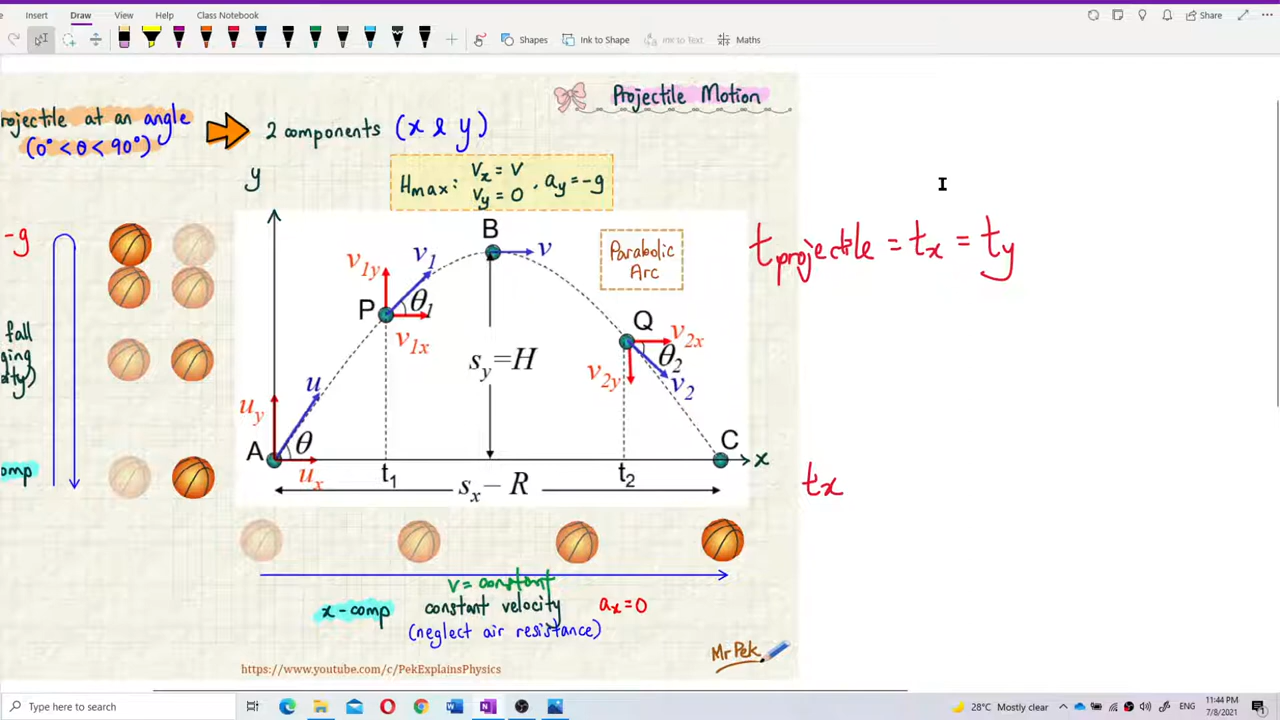 Insert Draw View Help Class Notebook Share
Shapes Ink to Shape Ink to Text Maths
Projectile Motion
rojectile at an angle
(0° < θ < 90°)
2 components (x & y)
Hmax: Vx = V
Vy = 0 , ay = -g
y
-g
fall
ging
ity)
omp
B
v
Parabolic
Arc
t projectile = tx = ty
v1y
v1
P
θ1
v1x
sy=H
Q
v2x
θ2
v2y
v2
u
uy
A
θ
ux
t1
t2
C
x
sx – R
tx
v = constant
x - comp constant velocity ax = 0
(neglect air resistance)
Mr Pek
https://www.youtube.com/c/PekExplainsPhysics
Type here to search
28°C Mostly clear
ENG
11:44 PM
7/8/2021